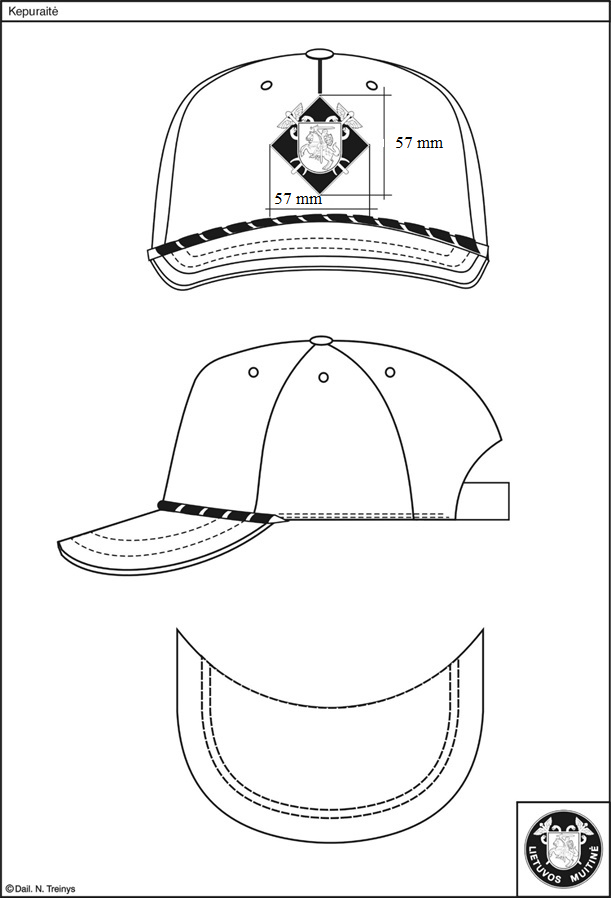 Kepuraitė
57 mm
57 mm
LIETUVOS MUITINĖ
©Dail. N. Treinys